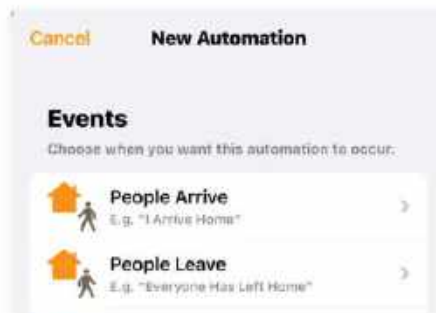 Cancel New Automation
Events
Choose when you want this automation to occur.
People Arrive
E.g. "I Arrive Home"
People Leave
E.g. "Everyone Has Left Home"